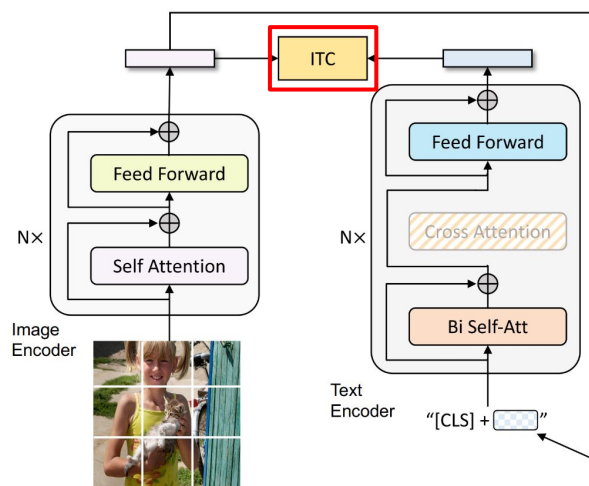 ITC
Feed Forward
Feed Forward
N×
Cross Attention
N×
Self Attention
Bi Self-Att
Image
Encoder
Text
Encoder
“[CLS] + ”